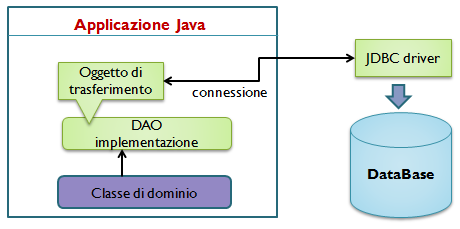 Applicazione Java
Oggetto di
trasferimento
connessione
JDBC driver
DAO
implementazione
Classe di dominio
DataBase